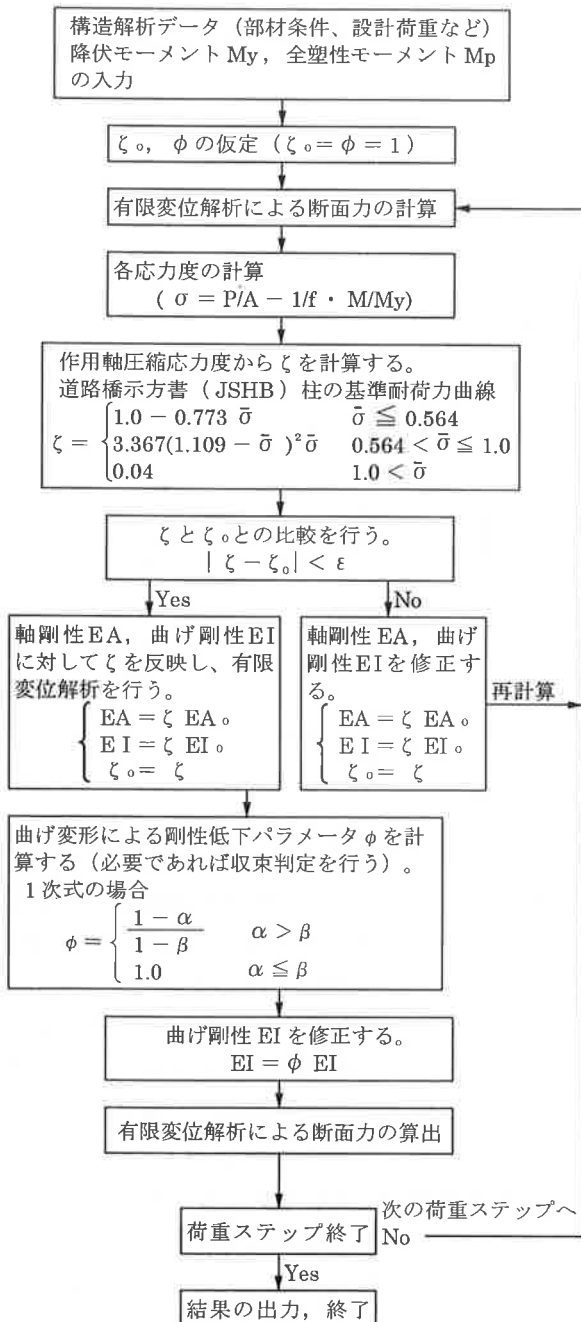 構造解析データ（部材条件、設計荷重など）
降伏モーメント My，全塑性モーメント Mp
の入力
ζ₀，φの仮定（ζ₀＝φ＝1）
有限変位解析による断面力の計算
各応力度の計算
( σ = P/A − 1/f・M/My)
作用軸圧縮応力度からζを計算する。
道路橋示方書（JSHB）柱の基準耐荷力曲線
ζ = { 1.0 − 0.773 σ̄　σ̄ ≦ 0.564
3.367(1.109 − σ̄ )² σ̄　0.564 < σ̄ ≦ 1.0
0.04　1.0 < σ̄
ζとζ₀との比較を行う。
| ζ − ζ₀| < ε
Yes
No
軸剛性EA，曲げ剛性EI
に対してζを反映し、有限
変位解析を行う。
EA = ζ EA₀
EI = ζ EI₀
ζ₀ = ζ
軸剛性EA，曲げ
剛性EIを修正す
る。
EA = ζ EA₀
EI = ζ EI₀
ζ₀ = ζ
再計算
曲げ変形による剛性低下パラメータφを計
算する（必要であれば収束判定を行う）。
1次式の場合
φ = { (1 − α)/(1 − β)　α > β
1.0　α ≦ β
曲げ剛性 EI を修正する。
EI = φ EI
有限変位解析による断面力の算出
荷重ステップ終了
次の荷重ステップへ
No
Yes
結果の出力，終了